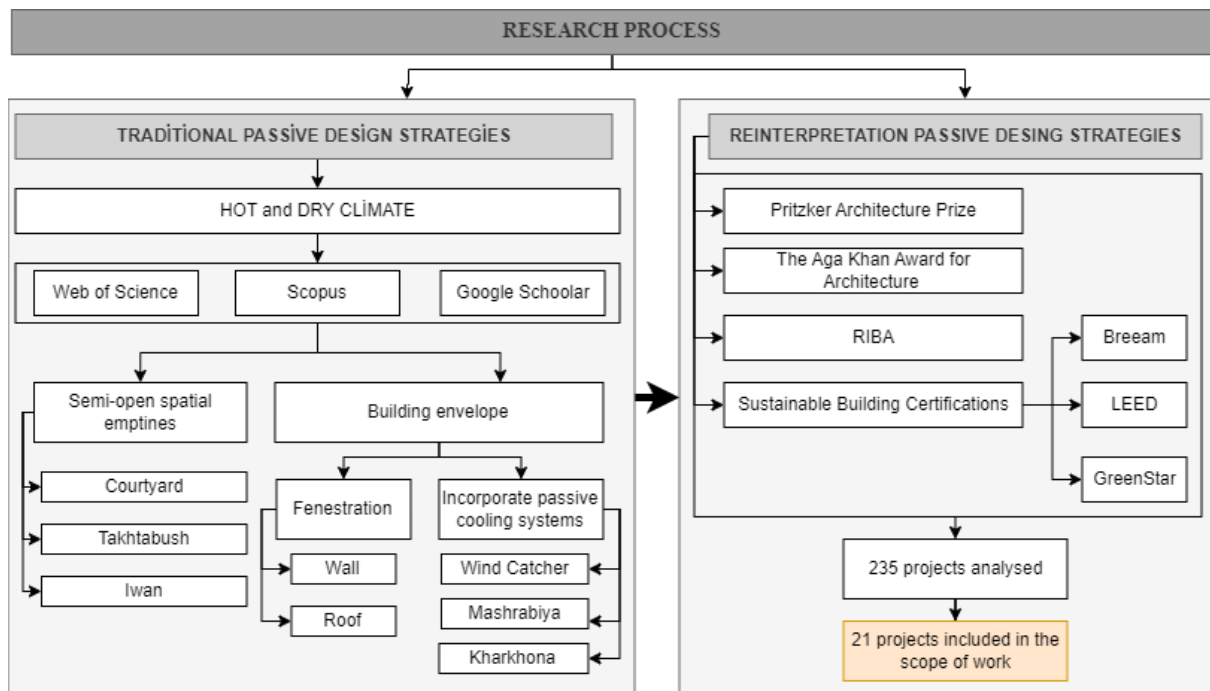 RESEARCH PROCESS
TRADİTİONAL PASSİVE DESIGN STRATEGİES
HOT and DRY CLİMATE
Web of Science
Scopus
Google Schoolar
Semi-open spatial
emptines
Building envelope
Courtyard
Takhtabush
Iwan
Fenestration
Wall
Roof
Incorporate passive
cooling systems
Wind Catcher
Mashrabiya
Kharkhona
REINTERPRETATION PASSIVE DESING STRATEGIES
Pritzker Architecture Prize
The Aga Khan Award for
Architecture
RIBA
Sustainable Building Certifications
Breeam
LEED
GreenStar
235 projects analysed
21 projects included in the
scope of work